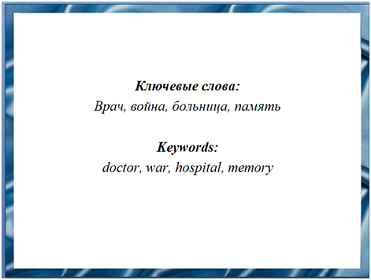 Ключевые слова:
Врач, война, больница, память
Keywords:
doctor, war, hospital, memory